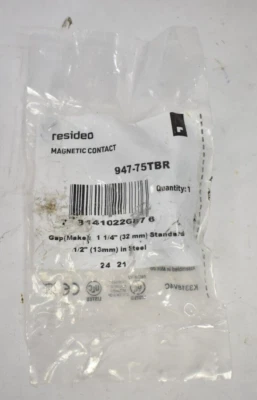 resideo
MAGNETIC CONTACT
947-75TBR
Quantity:1
Gap(Make): 1 1/4" (32 mm) Standard
1/2" (13mm) in Steel
24 21